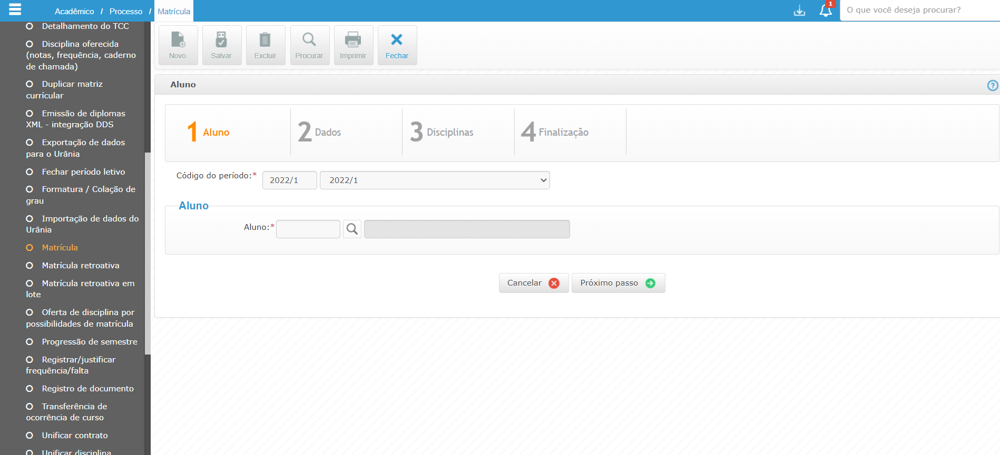 Acadêmico / Processo / Matrícula
1
O que você deseja procurar?
Detalhamento do TCC
Disciplina oferecida
(notas, frequência, caderno
de chamada)
Duplicar matriz
currícular
Emissão de diplomas
XML - integração DDS
Exportação de dados
para o Urânia
Fechar período letivo
Formatura / Colação de
grau
Importação de dados do
Urânia
Matrícula
Matrícula retroativa
Matrícula retroativa em
lote
Oferta de disciplina por
possibilidades de matrícula
Progressão de semestre
Registrar/justificar
frequência/falta
Registro de documento
Transferência de
ocorrência de curso
Unificar contrato
Unificar disciplina
Novo
Salvar
Excluir
Procurar
Imprimir
Fechar
Aluno
?
1 Aluno
2 Dados
3 Disciplinas
4 Finalização
Código do período:* 2022/1 2022/1
Aluno
Aluno:*
Cancelar
Próximo passo